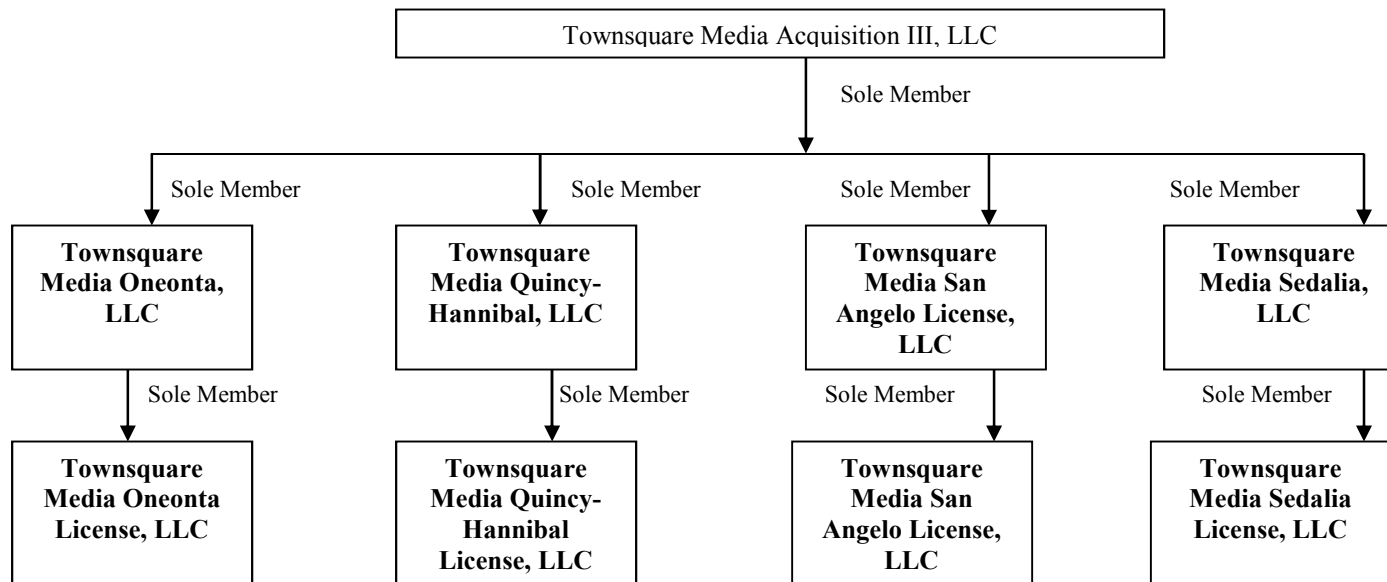 Townsquare Media Acquisition III, LLC
Sole Member
Sole Member
Sole Member
Sole Member
Sole Member
Townsquare
Media Oneonta,
LLC
Townsquare
Media Quincy-
Hannibal, LLC
Townsquare
Media San
Angelo License,
LLC
Townsquare
Media Sedalia,
LLC
Sole Member
Sole Member
Sole Member
Sole Member
Townsquare
Media Oneonta
License, LLC
Townsquare
Media Quincy-
Hannibal
License, LLC
Townsquare
Media San
Angelo License,
LLC
Townsquare
Media Sedalia
License, LLC